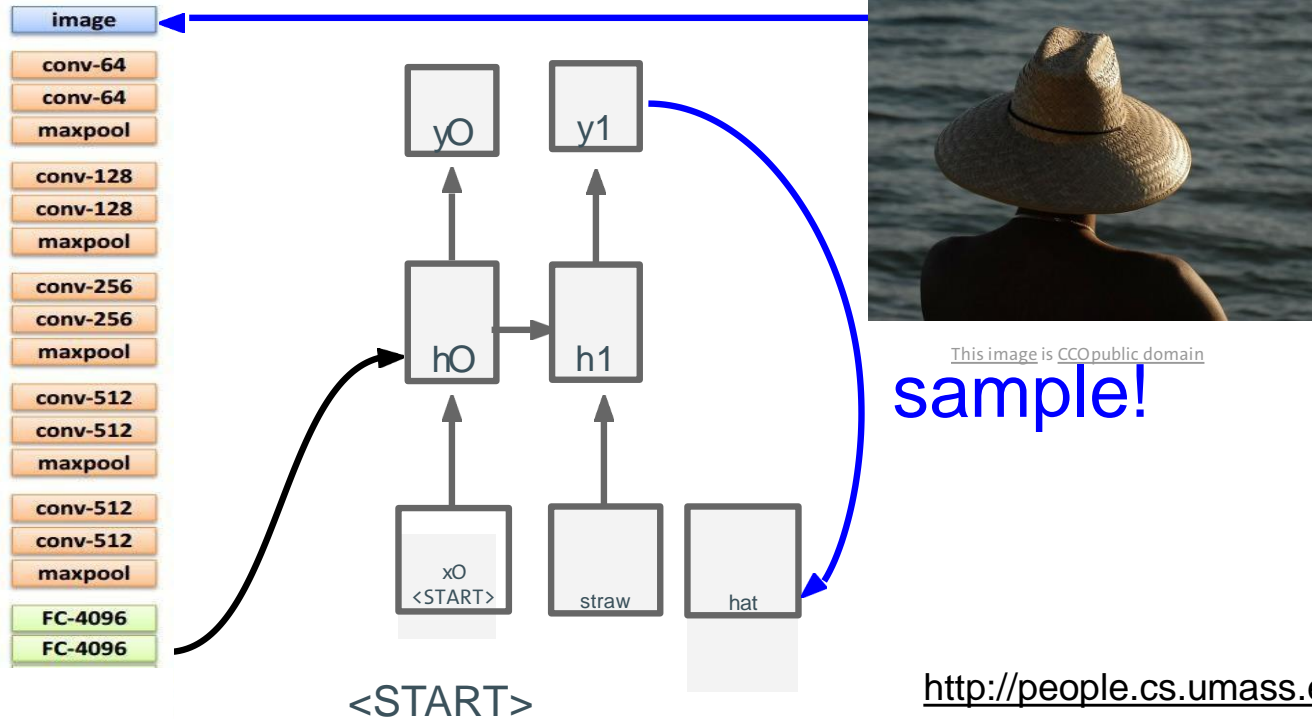 image
conv-64
conv-64
maxpool
conv-128
conv-128
maxpool
conv-256
conv-256
maxpool
conv-512
conv-512
maxpool
conv-512
conv-512
maxpool
FC-4096
FC-4096
yO
y1
hO
h1
xO
<START>
straw
hat
<START>
This image is CCOpublic domain
sample!
http://people.cs.umass.e